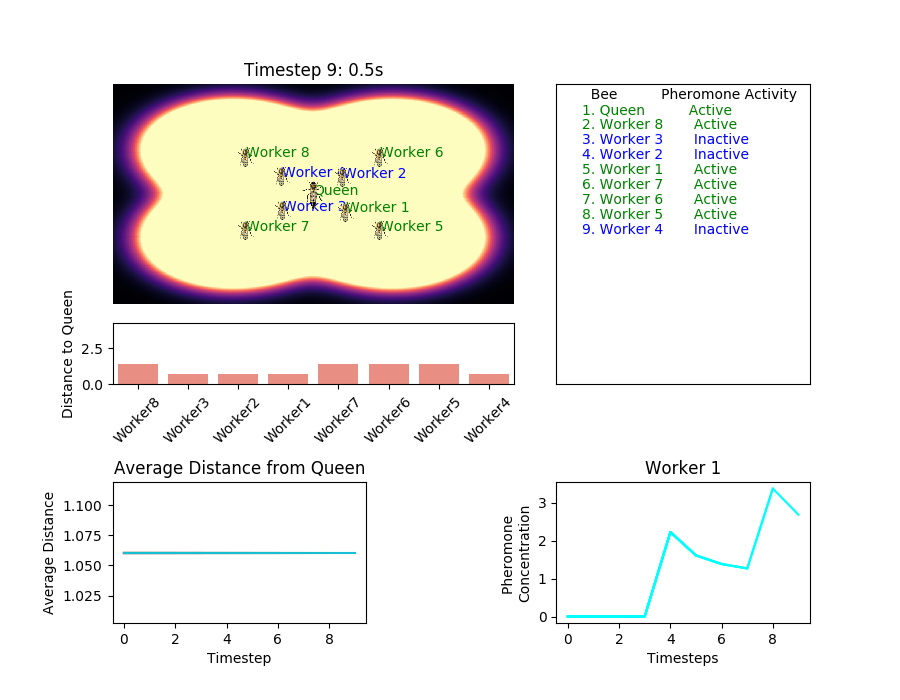 Timestep 9: 0.5s
Worker 8
Worker 6
Worker
Worker 2
Queen
Worker
Worker 1
Worker 7
Worker 5
Bee Pheromone Activity
1. Queen Active
2. Worker 8 Active
3. Worker 3 Inactive
4. Worker 2 Inactive
5. Worker 1 Active
6. Worker 7 Active
7. Worker 6 Active
8. Worker 5 Active
9. Worker 4 Inactive
Distance to Queen
2.5
0.0
Worker8 Worker3 Worker2 Worker1 Worker7 Worker6 Worker5 Worker4
Average Distance from Queen
Average Distance
1.100
1.075
1.050
1.025
0 2 4 6 8
Timestep
Worker 1
Pheromone
Concentration
3
2
1
0
0 2 4 6 8
Timesteps